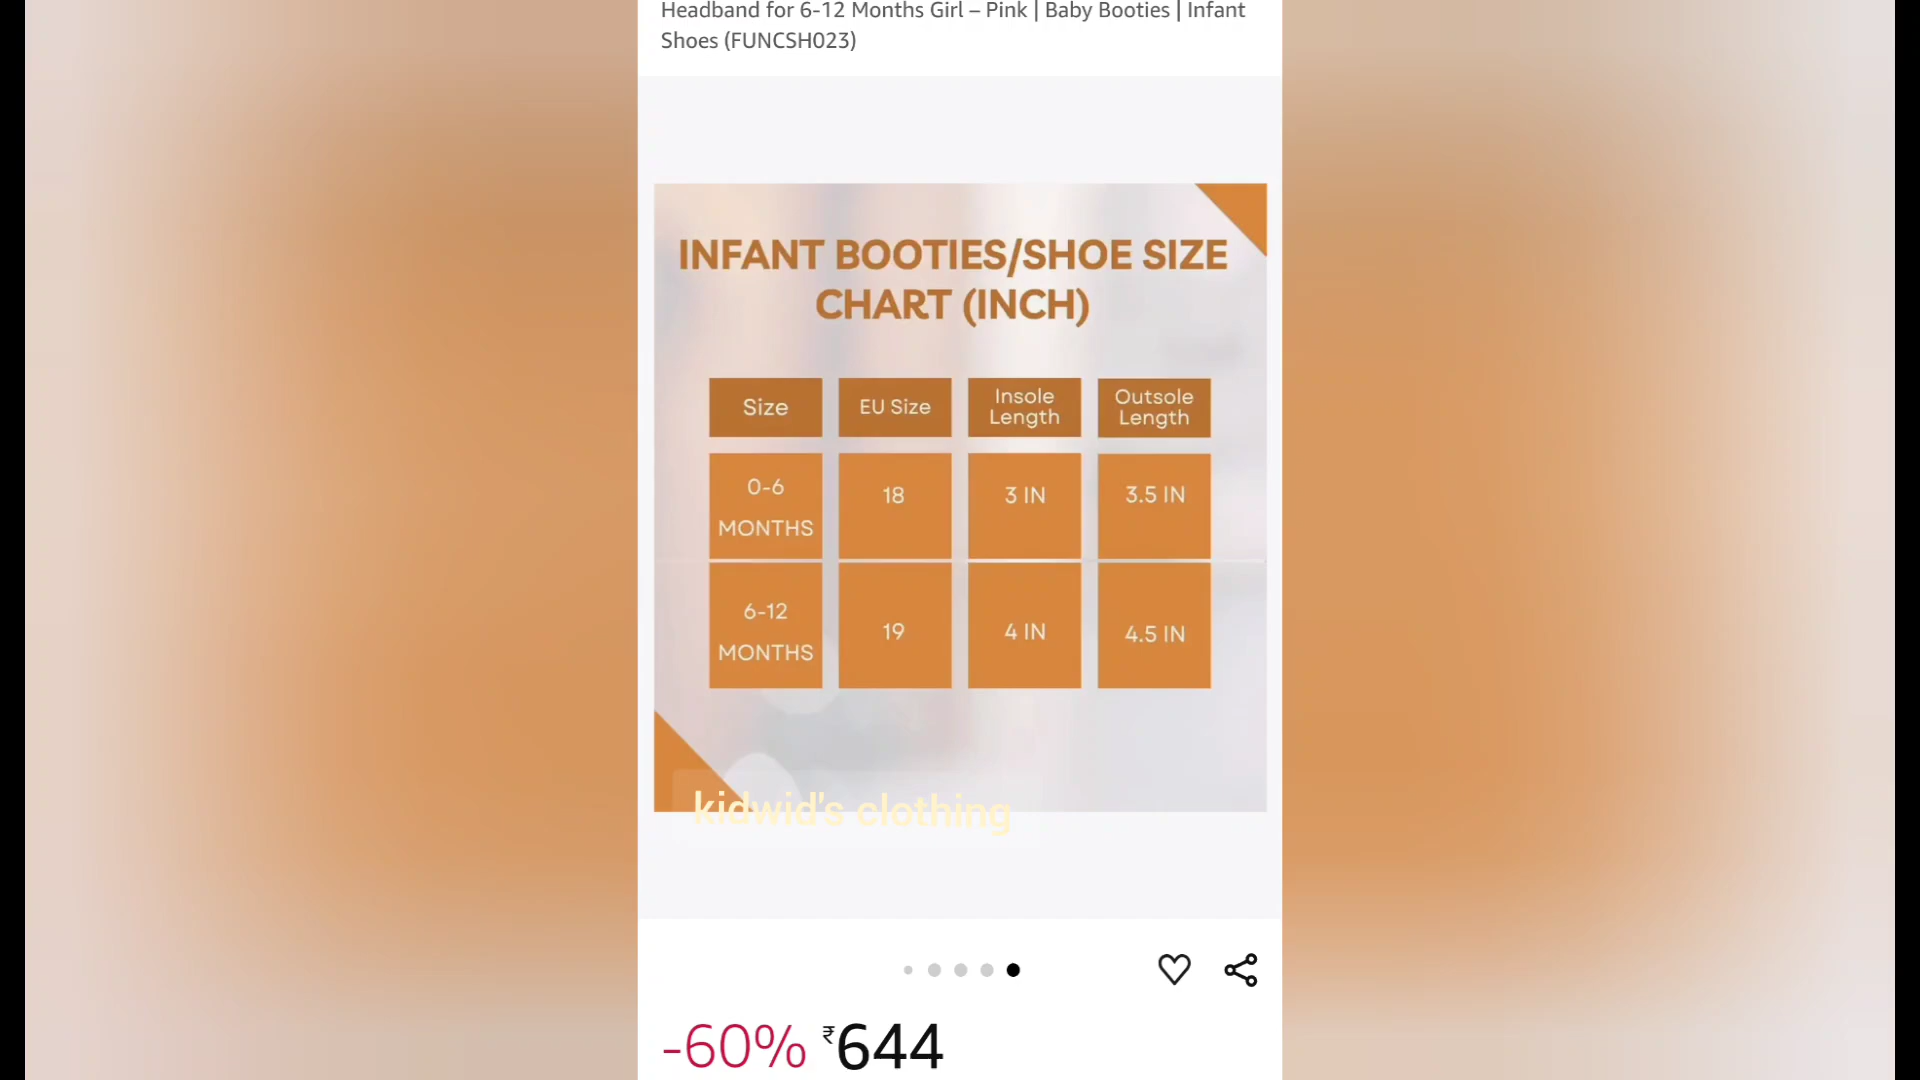 Headband for 6-12 Months Girl – Pink | Baby Booties | Infant
Shoes (FUNCSH023)
INFANT BOOTIES/SHOE SIZE
CHART (INCH)
Size EU Size Insole Length Outsole Length
0-6 MONTHS 18 3 IN 3.5 IN
6-12 MONTHS 19 4 IN 4.5 IN
kidwid's clothing
-60% ₹644